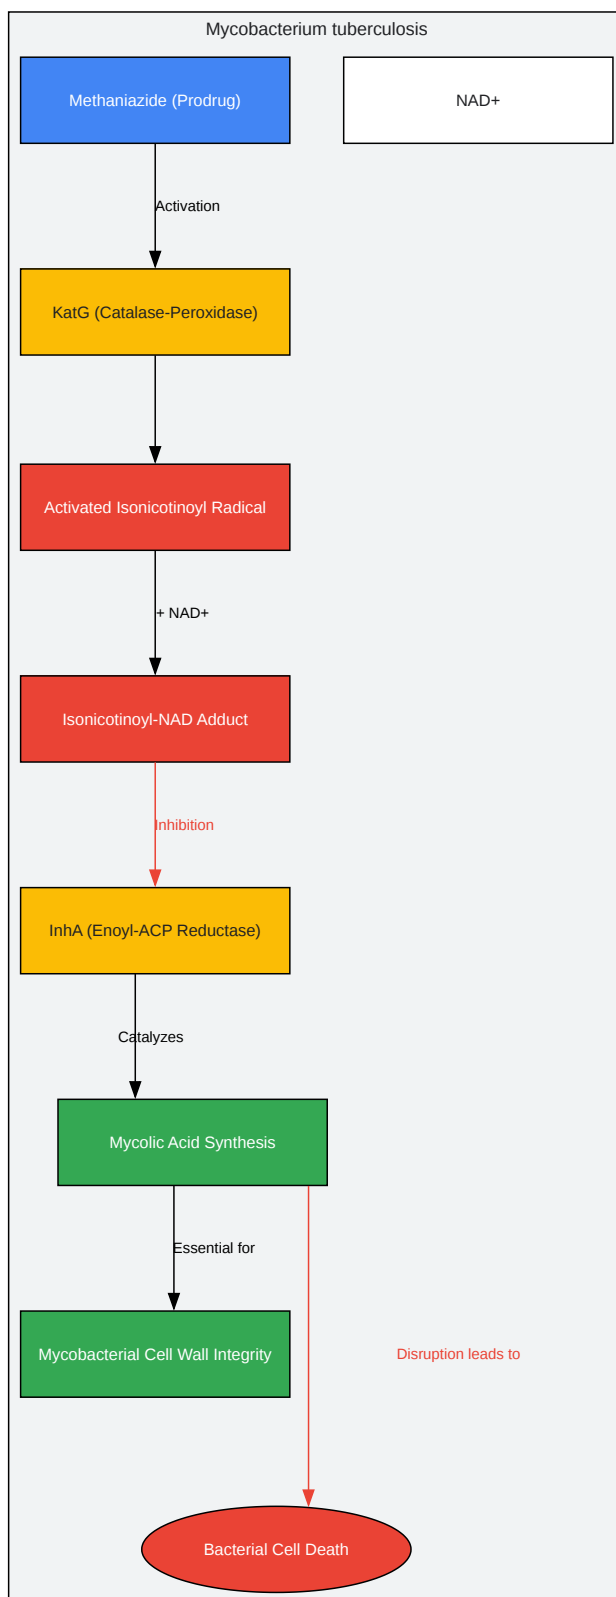 Mycobacterium tuberculosis
Methaniazide (Prodrug)
NAD+
Activation
KatG (Catalase-Peroxidase)
Activated Isonicotinoyl Radical
+ NAD+
Isonicotinoyl-NAD Adduct
Inhibition
InhA (Enoyl-ACP Reductase)
Catalyzes
Mycolic Acid Synthesis
Essential for
Mycobacterial Cell Wall Integrity
Disruption leads to
Bacterial Cell Death